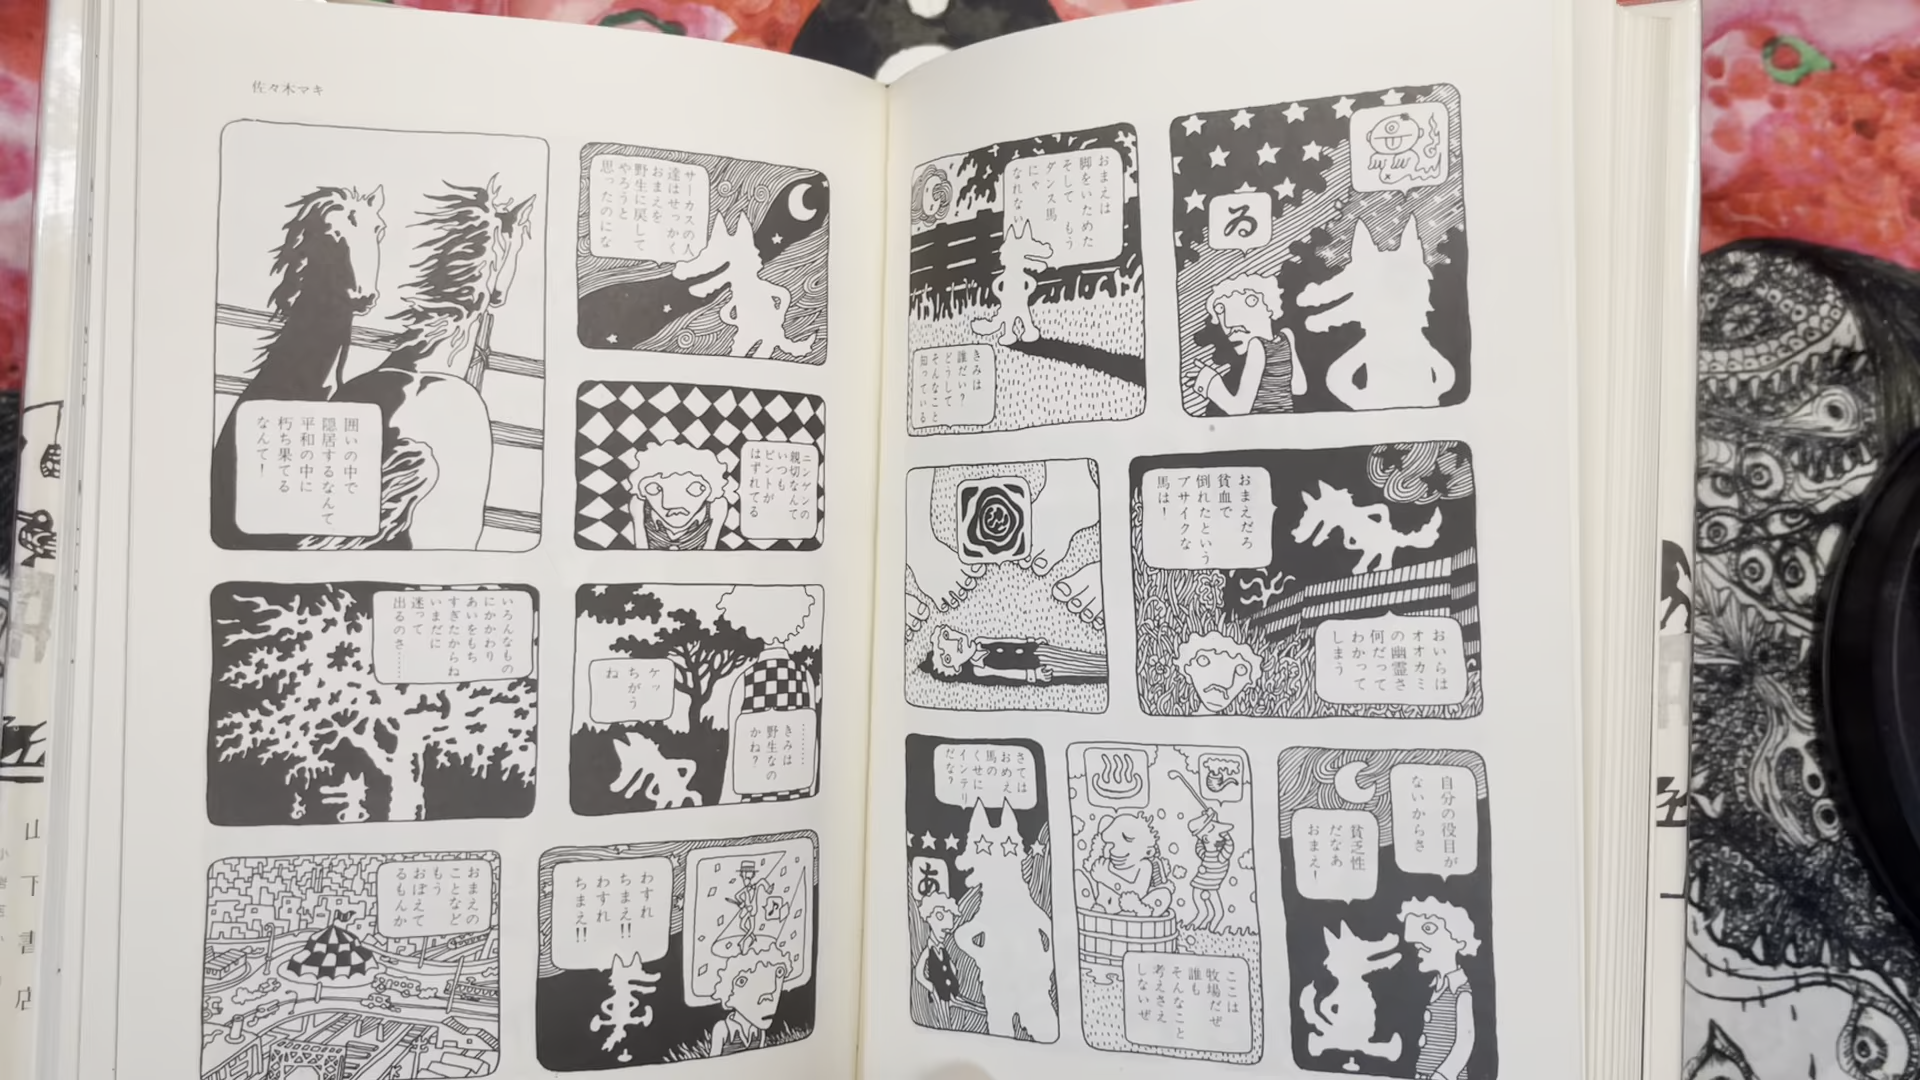 おまえは
脚をいためた
そして もう
ダンス馬
にゃ
なれない
きみは
誰だい?
どうして
そんなこと
知っている
ゐ
おまえだろ
貧血で
倒れたという
ブサイクな
馬は!
おいらは
オオカミ
の幽霊さ
何だって
わかって
しまう
自分の役目が
ないからさ
貧乏性
だなあ
おまえ!
ここは
牧場だぜ
誰も
そんなこと
考えさえ
しないぜ
さては
おめえ
馬の
くせに
インテリ
だな?
あ
佐々木マキ
サーカスの人
達はせっかく
おまえを
野生に戻して
やろうと
思ったのにな
囲いの中で
隠居するなんて
平和の中に
朽ち果てる
なんて!
ニンゲンの
親切なんて
いつも
ピントが
はずれてる
………
きみは
野生なの
かね?
ケッ
ちがう
ね
いろんなもの
にかかわり
あいをもち
すぎたからね
いまだに
迷って
出るのさ……
わすれ
ちまえ!!
わすれ
ちまえ!!
おまえの
ことなど
もう
おぼえて
るもんか
山下書店